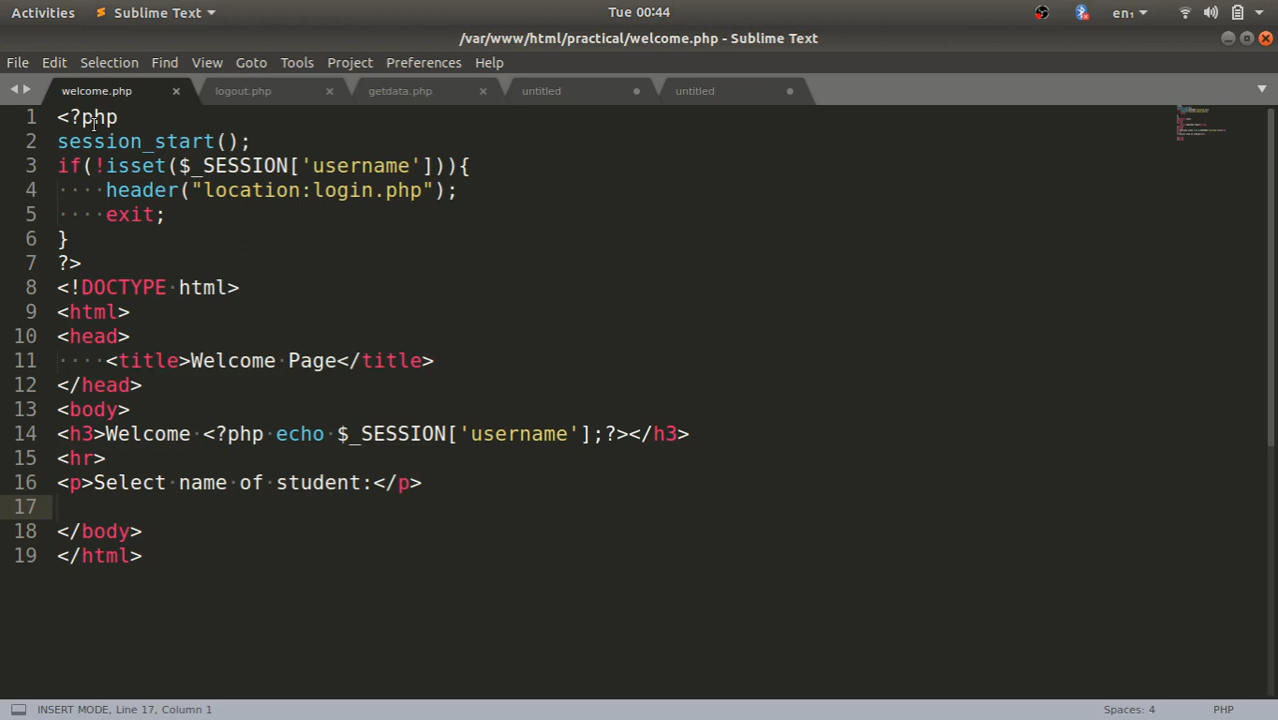 Activities Sublime Text Tue 00:44 en₁
/var/www/html/practical/welcome.php - Sublime Text
File Edit Selection Find View Goto Tools Project Preferences Help
welcome.php logout.php getdata.php untitled untitled
1 <?php
2 session_start();
3 if(!isset($_SESSION['username'])){
4 ····header("location:login.php");
5 ····exit;
6 }
7 ?>
8 <!DOCTYPE·html>
9 <html>
10 <head>
11 ····<title>Welcome·Page</title>
12 </head>
13 <body>
14 <h3>Welcome·<?php·echo·$_SESSION['username'];?></h3>
15 <hr>
16 <p>Select·name·of·student:</p>
17
18 </body>
19 </html>
INSERT MODE, Line 17, Column 1 Spaces: 4 PHP